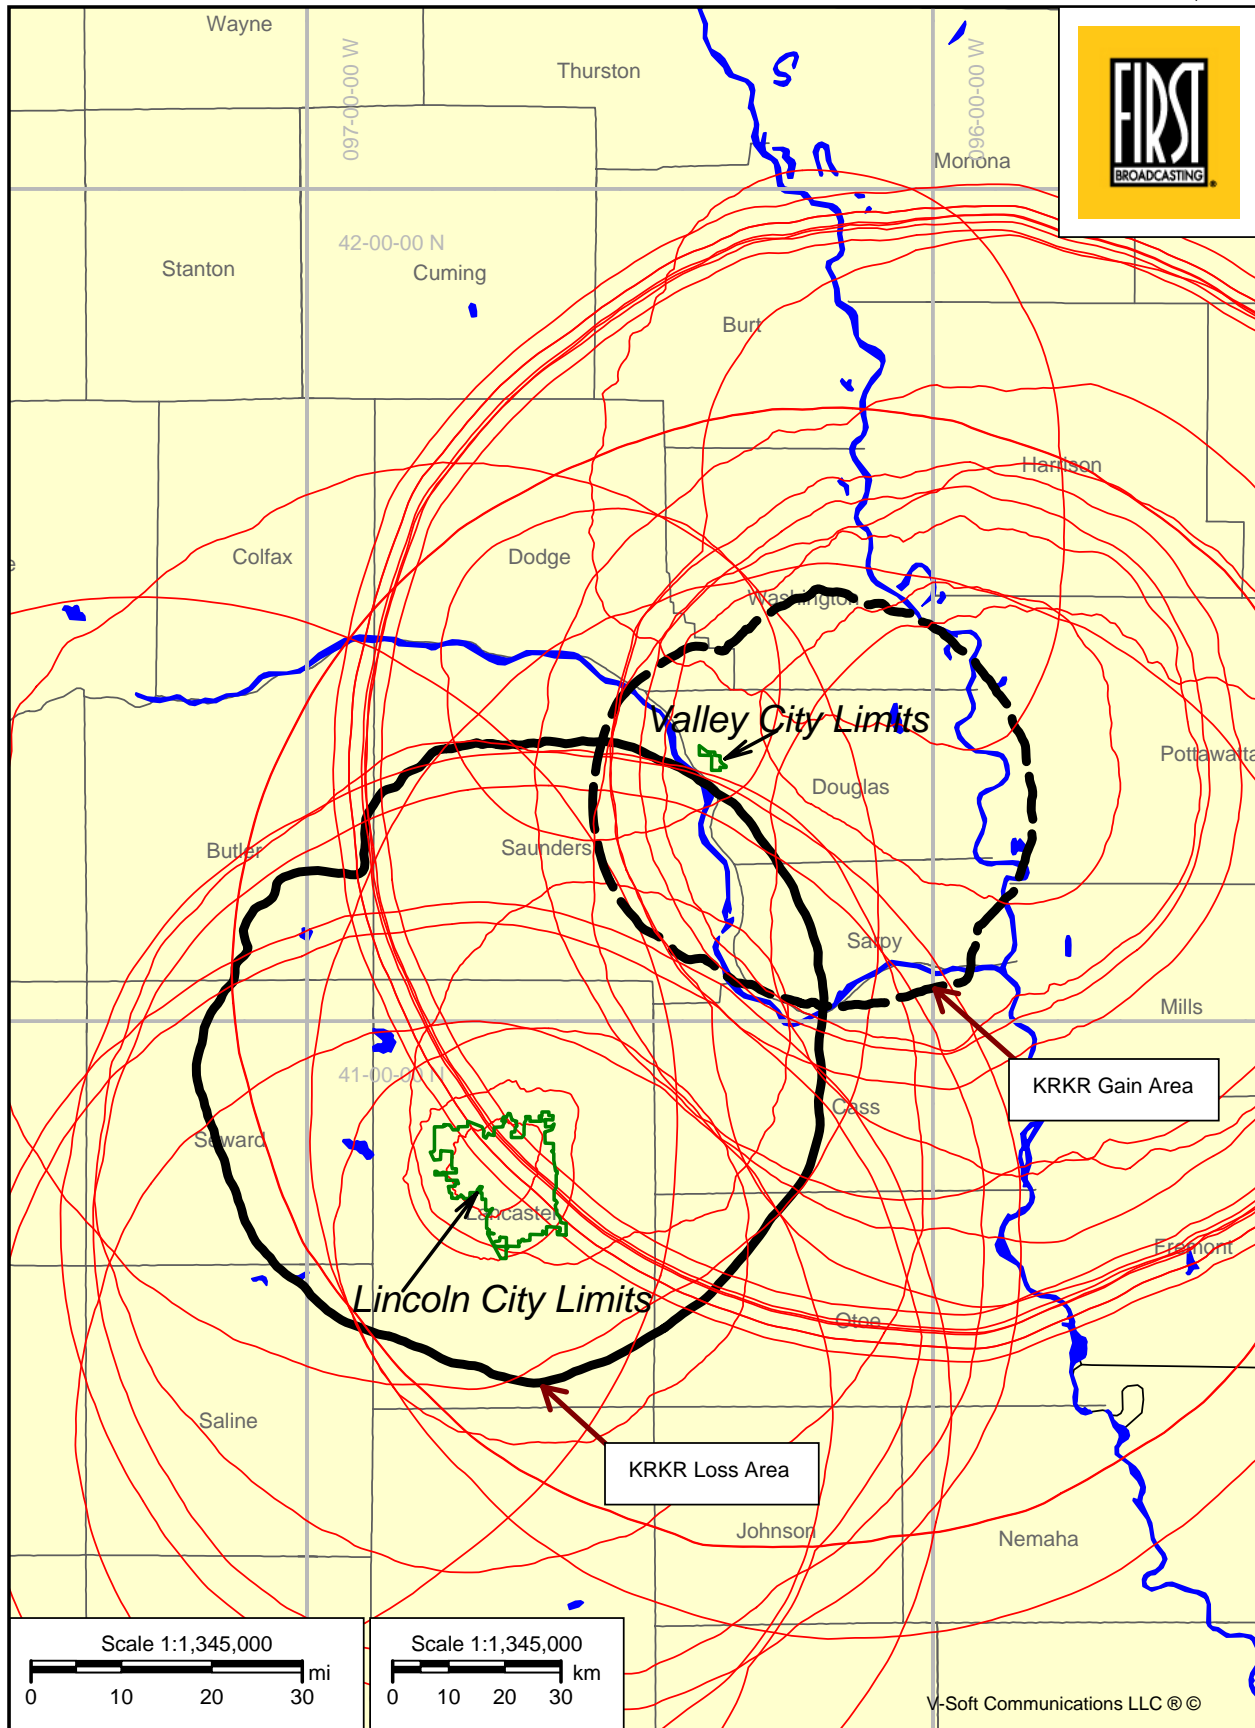 Wayne
Thurston
097-00-00 W
096-00-00 W
FIRST
BROADCASTING®
Monona
42-00-00 N
Stanton
Cuming
Burt
Harrison
Colfax
Dodge
e
Washington
Valley City Limits
Pottawatta
Douglas
Butler
Saunders
Sarpy
Mills
41-00-00 N
KRKR Gain Area
Cass
Seward
Lancaster
Fremont
Lincoln City Limits
Otoe
Saline
KRKR Loss Area
Johnson
Nemaha
Scale 1:1,345,000
mi
0 10 20 30
Scale 1:1,345,000
km
0 10 20 30
V-Soft Communications LLC ® ©